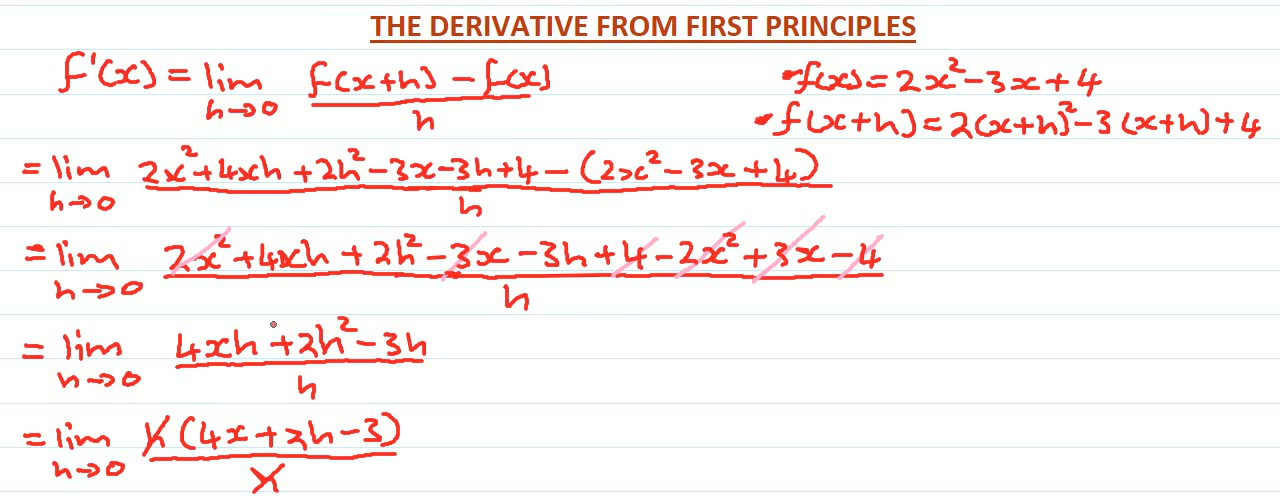 THE DERIVATIVE FROM FIRST PRINCIPLES
f'(x) = lim h→0 f(x+h) - f(x) / h
f(x) = 2x² - 3x + 4
f(x+h) = 2(x+h)² - 3(x+h) + 4
= lim h→0 2x² + 4xh + 2h² - 3x - 3h + 4 - (2x² - 3x + 4) / h
= lim h→0 2x² + 4xh + 2h² - 3x - 3h + 4 - 2x² + 3x - 4 / h
= lim h→0 4xh + 2h² - 3h / h
= lim h→0 h(4x + 2h - 3) / h